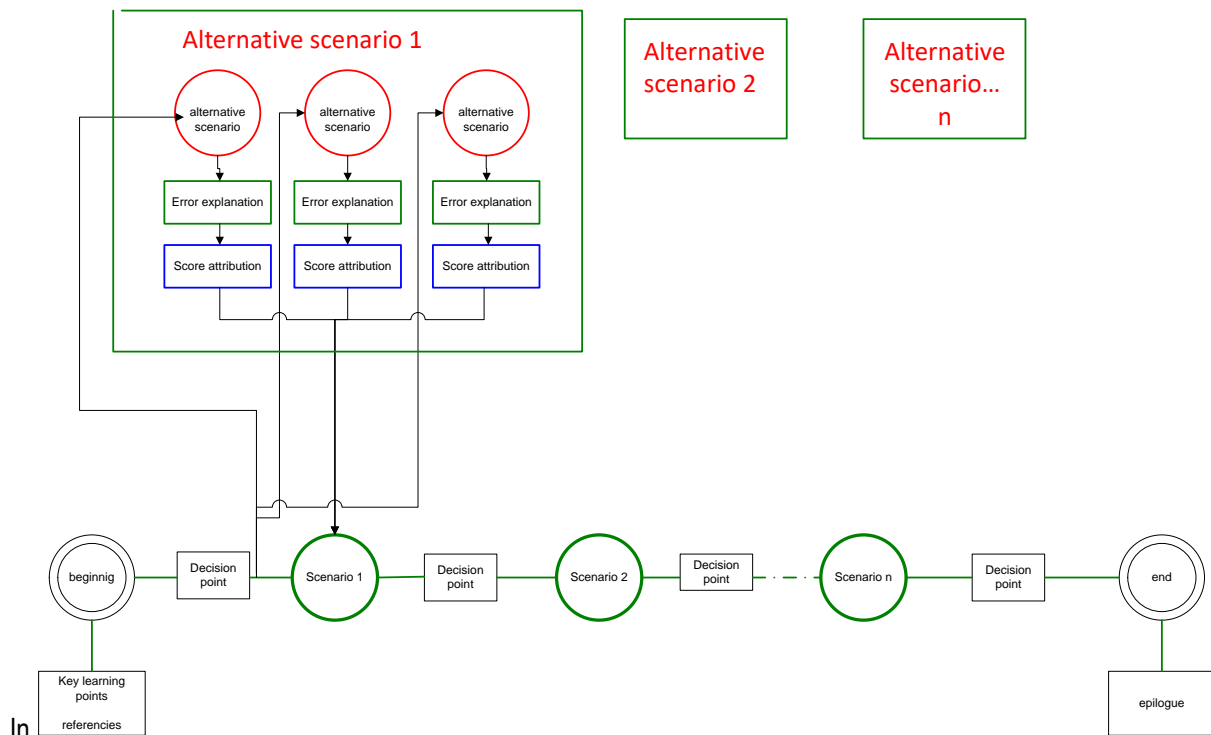 Alternative scenario 1
Alternative
scenario 2
Alternative
scenario...
n
alternative
scenario
alternative
scenario
alternative
scenario
Error explanation
Error explanation
Error explanation
Score attribution
Score attribution
Score attribution
beginnig
Decision
point
Scenario 1
Decision
point
Scenario 2
Decision
point
Scenario n
Decision
point
end
Key learning
points
referencies
epilogue
In